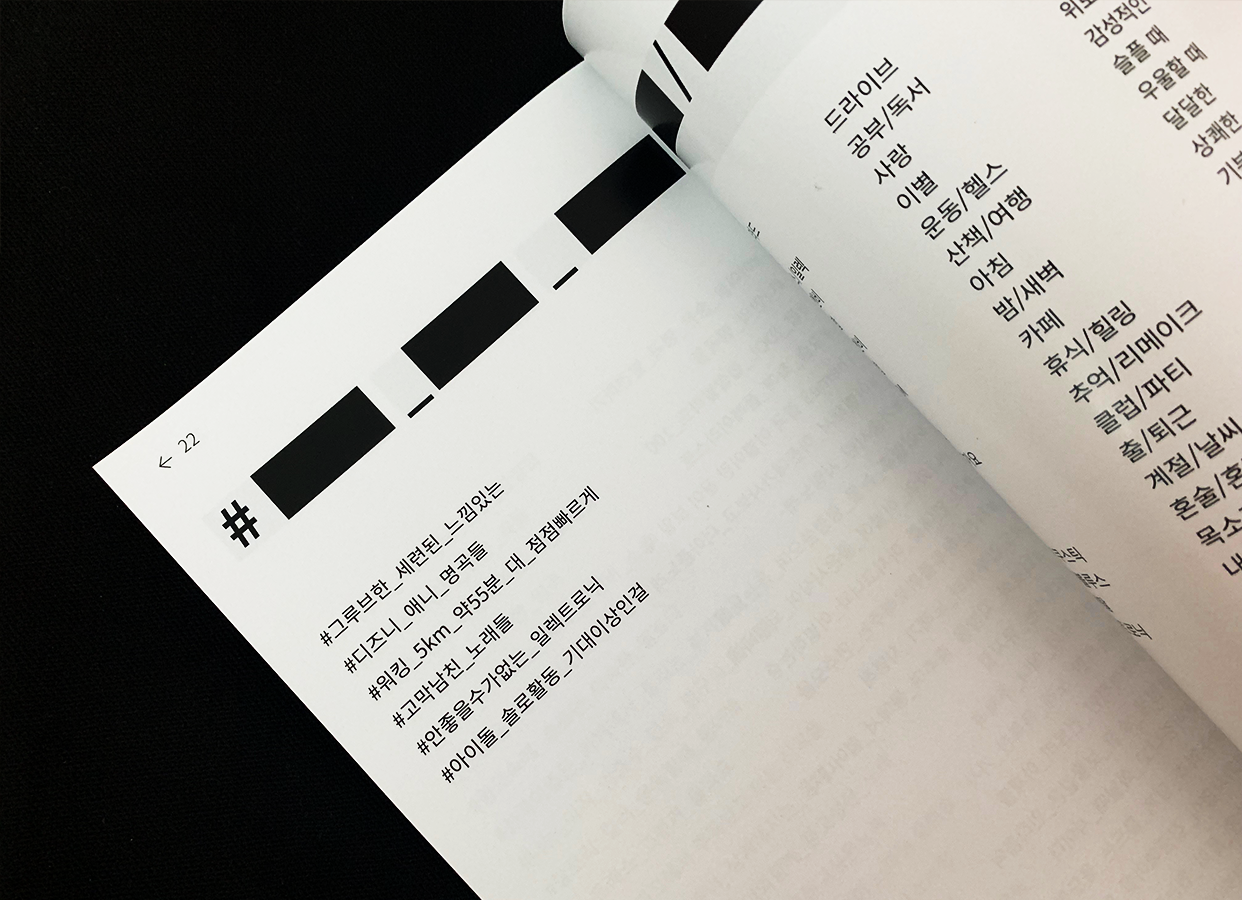 ← 22
#
#그루브한_세련된_느낌있는
#디즈니_애니_명곡들
#워킹_5km_약55분_대_점점빠르게
#고막남친_노래들
#안좋을수가없는_일렉트로닉
#아이돌_솔로활동_기대이상인걸
/
드라이브
공부/독서
사랑
이별
운동/헬스
산책/여행
아침
밤/새벽
카페
휴식/힐링
추억/리메이크
클럽/파티
출/퇴근
계절/날씨
혼술/
목소
내
감성적인
슬플 때
우울할 때
달달한
상쾌한